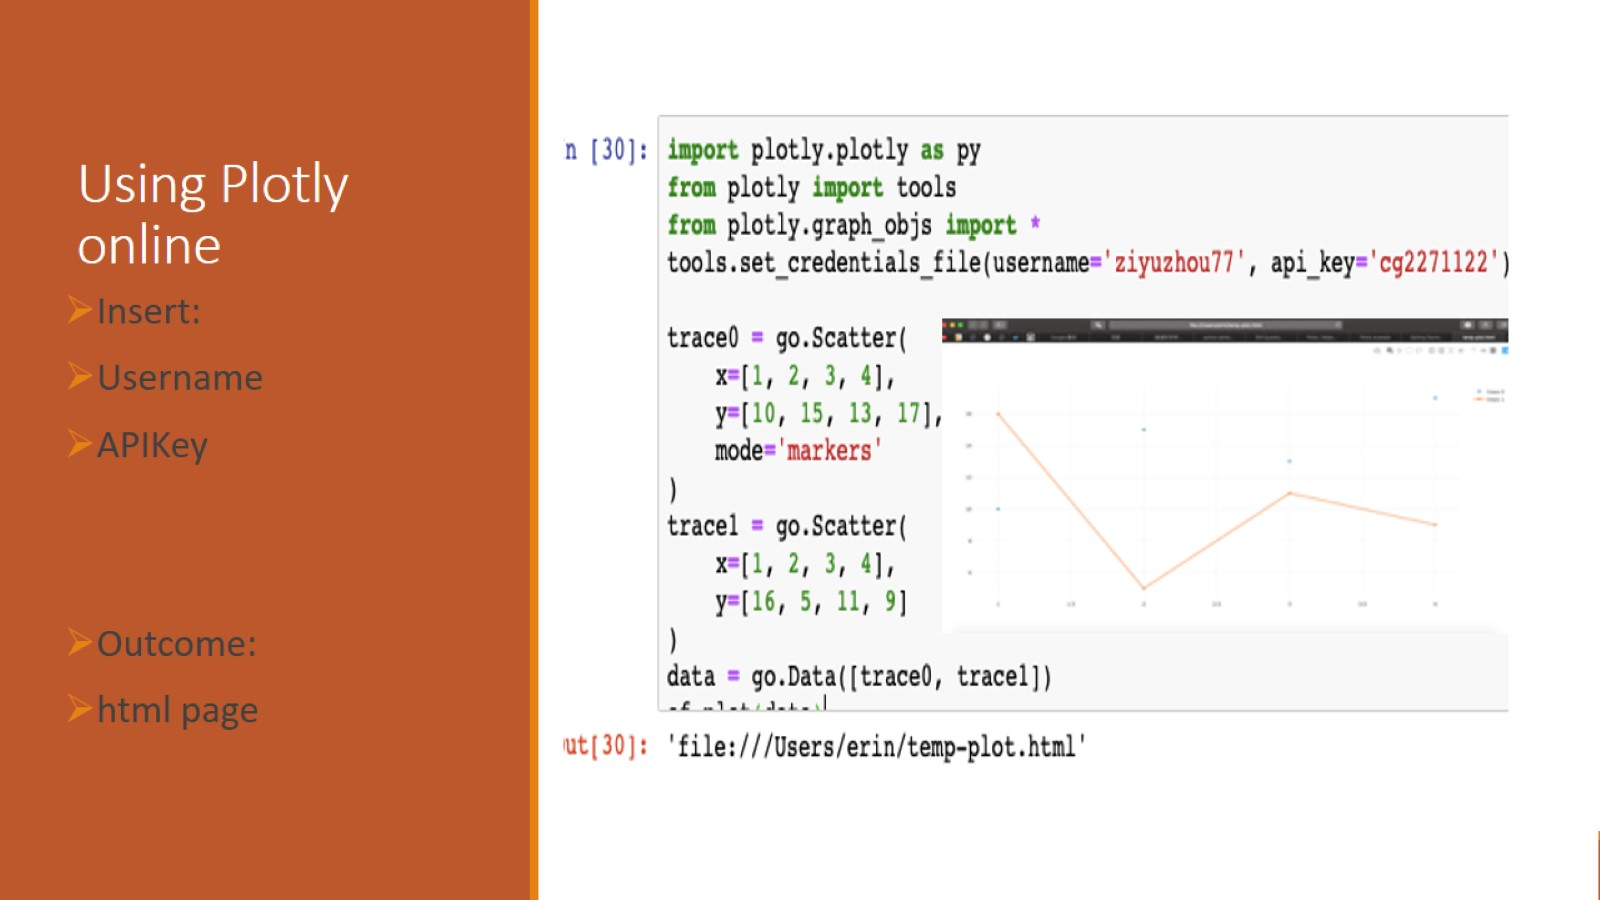 Using Plotly
online
Insert:
Username
APIKey
Outcome:
html page
n [30]:
import plotly.plotly as py
from plotly import tools
from plotly.graph_objs import *
tools.set_credentials_file(username='ziyuzhou77', api_key='cg2271122')
trace0 = go.Scatter(
x=[1, 2, 3, 4],
y=[10, 15, 13, 17],
mode='markers'
)
trace1 = go.Scatter(
x=[1, 2, 3, 4],
y=[16, 5, 11, 9]
)
data = go.Data([trace0, trace1])
ut[30]: 'file:///Users/erin/temp-plot.html'